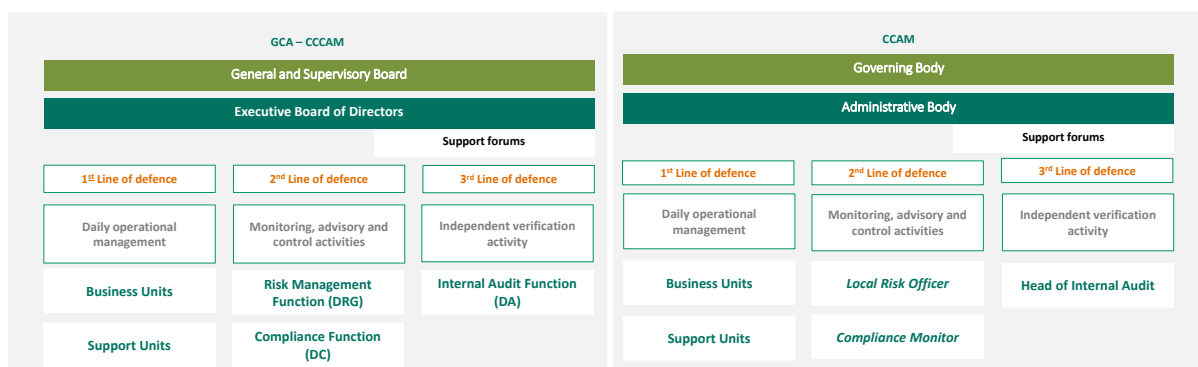 GCA – CCCAM
General and Supervisory Board
Executive Board of Directors
Support forums
1st Line of defence
2nd Line of defence
3rd Line of defence
Daily operational
management
Monitoring, advisory and
control activities
Independent verification
activity
Business Units
Risk Management
Function (DRG)
Internal Audit Function
(DA)
Support Units
Compliance Function
(DC)
CCAM
Governing Body
Administrative Body
Support forums
1st Line of defence
2nd Line of defence
3rd Line of defence
Daily operational
management
Monitoring, advisory and
control activities
Independent verification
activity
Business Units
Local Risk Officer
Head of Internal Audit
Support Units
Compliance Monitor